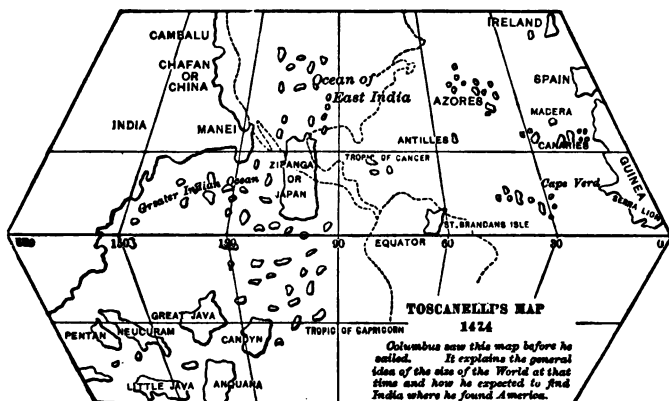 IRELAND
CAMBALU
CHAFAN
OR
CHINA
Ocean of
East India
SPAIN
AZORES
MADERA
INDIA
MANEI
ANTILLES
CANARIES
ZIPANGA
OR
JAPAN
TROPIC OF CANCER
GUINEA
Greater Indian Ocean
Cape Verd
SERRA LION
ST. BRANDANS ISLE
EQUATOR
150
120
90
60
30
0
GREAT JAVA
PENTAN
NEUCURAM
CANDYN
TROPIC OF CAPRICORN
LITTLE JAVA
ANGUANA
TOSCANELLI'S MAP
1474
Columbus saw this map before he
sailed. It explains the general
idea of the size of the World at that
time and how he expected to find
India where he found America.